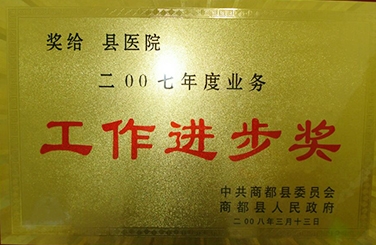 奖给 县医院
二00七年度业务
工作进步奖
中共商都县委员会
商都县人民政府
二00八年三月十三日